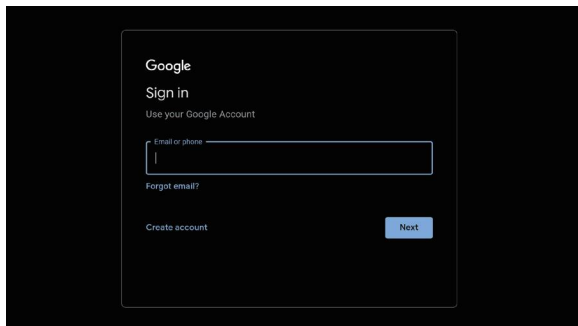 Google
Sign in
Use your Google Account
Email or phone
Forgot email?
Create account
Next